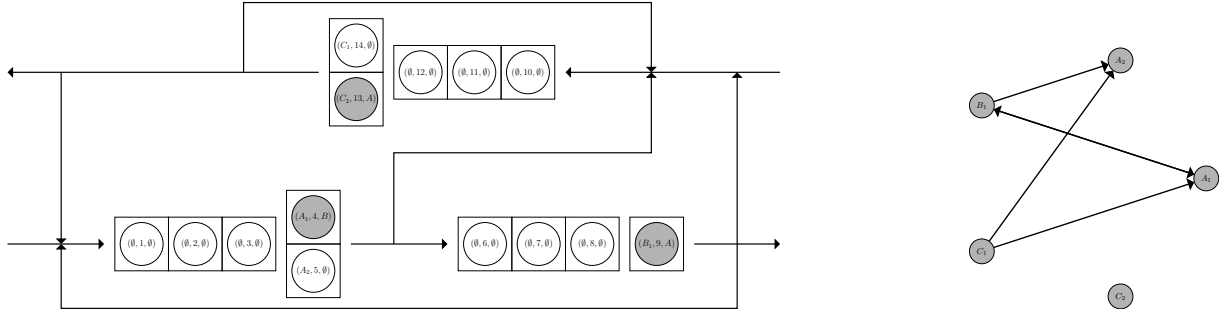 (C₁, 14, ∅)
(∅, 12, ∅) (∅, 11, ∅) (∅, 10, ∅)
(C₂, 13, A)
(A₁, 4, B)
(∅, 1, ∅) (∅, 2, ∅) (∅, 3, ∅)
(A₂, 5, ∅)
(∅, 6, ∅) (∅, 7, ∅) (∅, 8, ∅) (B₁, 9, A)
A₂
B₁
A₁
C₁
C₂